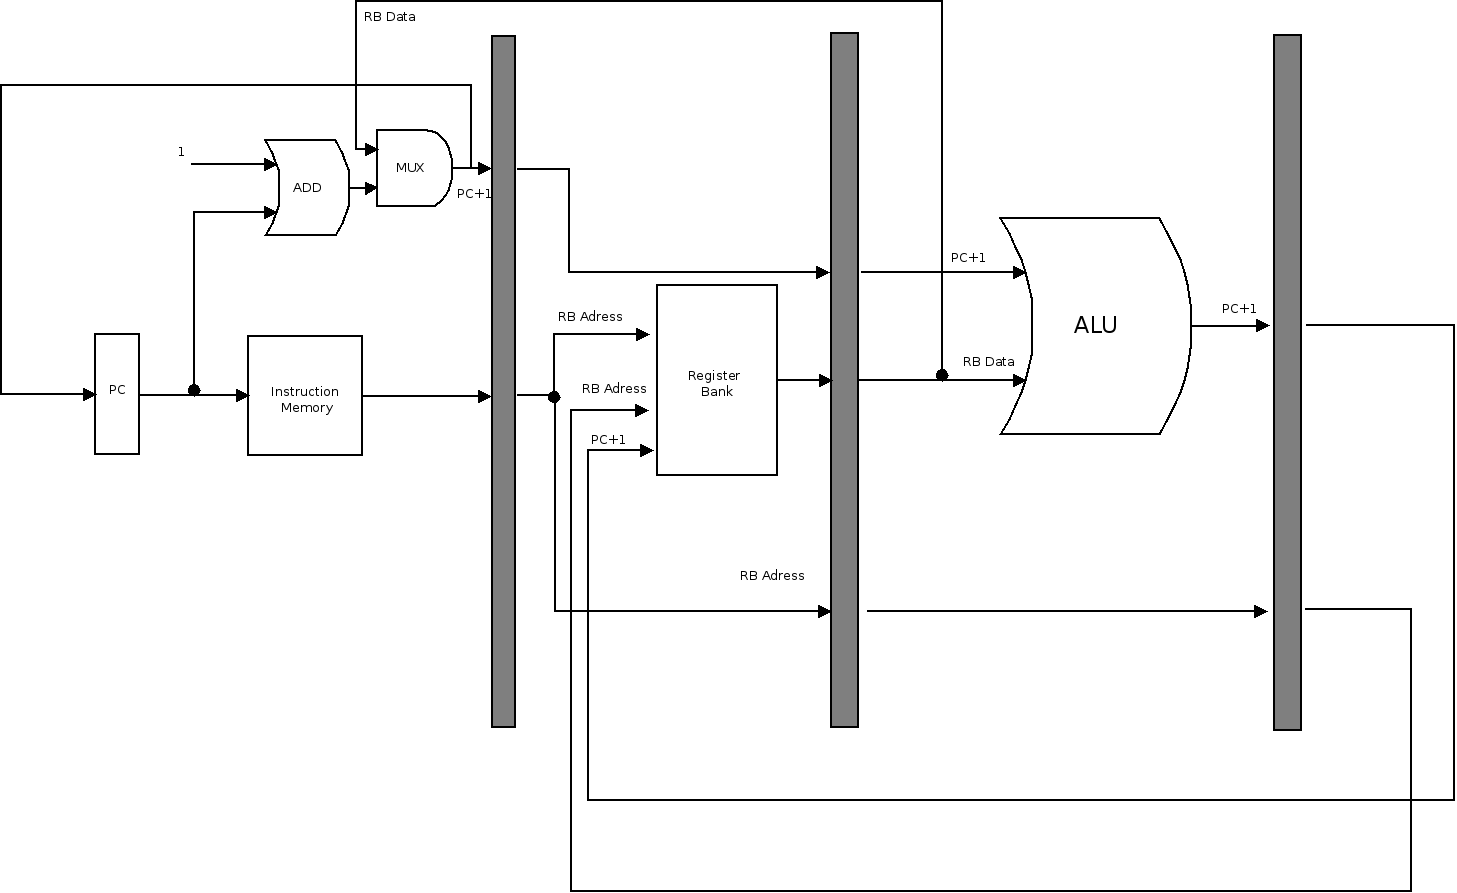 RB Data
1
MUX
ADD
PC+1
PC+1
RB Adress
PC+1
ALU
RB Data
PC
Instruction
Memory
RB Adress
Register
Bank
PC+1
RB Adress